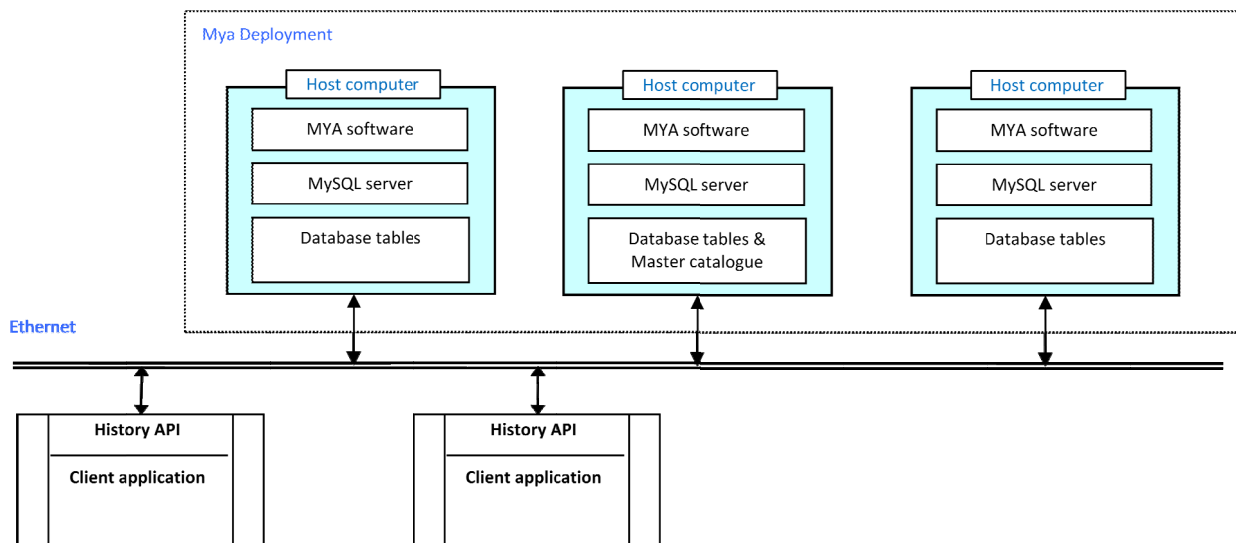 Mya Deployment
Host computer
MYA software
MySQL server
Database tables
Host computer
MYA software
MySQL server
Database tables &
Master catalogue
Host computer
MYA software
MySQL server
Database tables
Ethernet
History API
Client application
History API
Client application